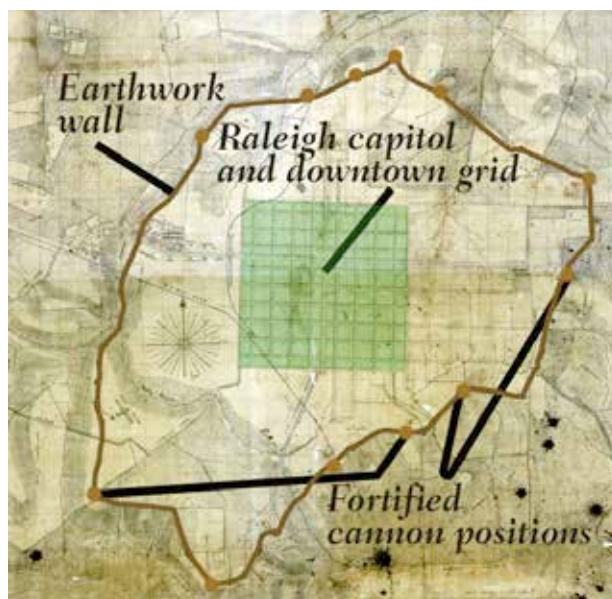 Earthwork
wall
Raleigh capitol
and downtown grid
Fortified
cannon positions